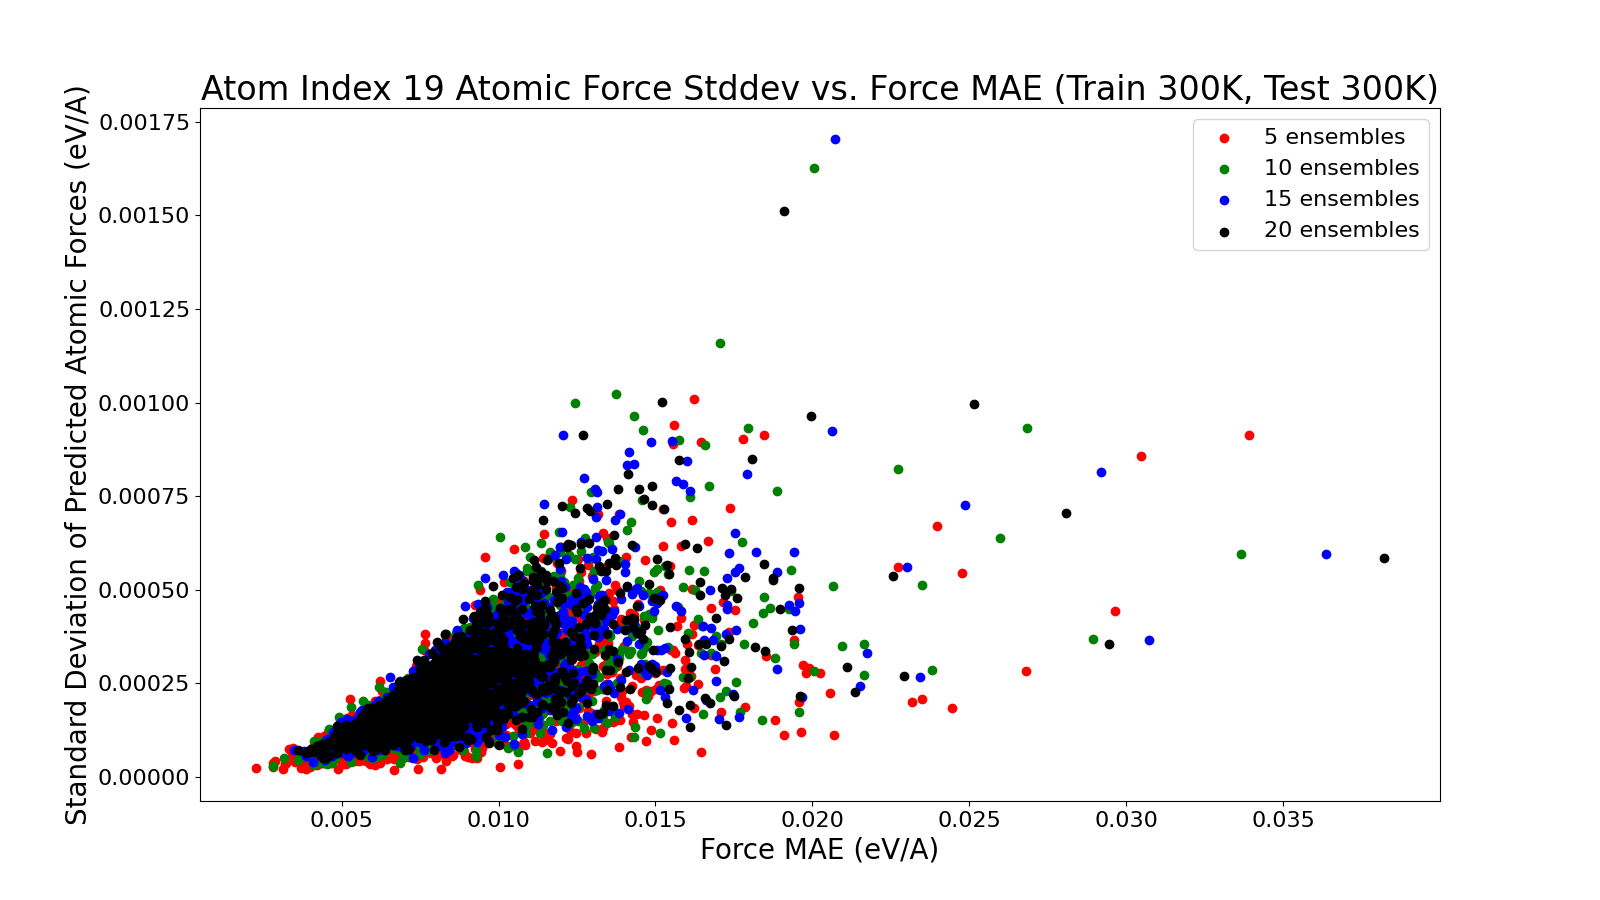 Atom Index 19 Atomic Force Stddev vs. Force MAE (Train 300K, Test 300K)
Standard Deviation of Predicted Atomic Forces (eV/A)
0.00175
0.00150
0.00125
0.00100
0.00075
0.00050
0.00025
0.00000
5 ensembles
10 ensembles
15 ensembles
20 ensembles
0.005
0.010
0.015
0.020
0.025
0.030
0.035
Force MAE (eV/A)